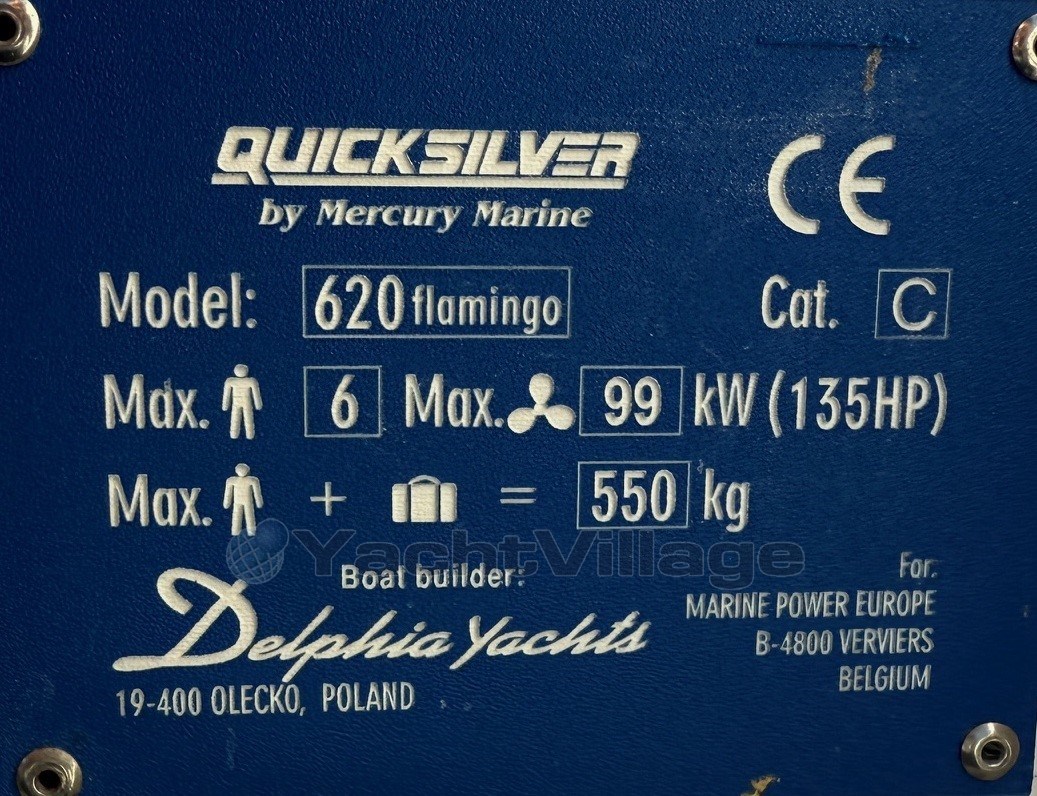 QUICKSILVER
by Mercury Marine
CE
Model: 620 flamingo Cat. C
Max. 6 Max. 99 kW (135HP)
Max. + = 550 kg
YachtVillage
Boat builder:
Delphia Yachts
19-400 OLECKO, POLAND
For:
MARINE POWER EUROPE
B-4800 VERVIERS
BELGIUM